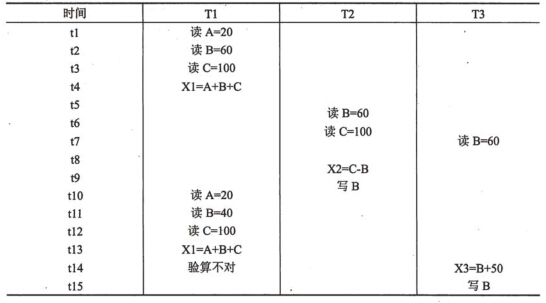 时间 T1 T2 T3
t1 读 A=20
t2 读 B=60
t3 读 C=100
t4 X1=A+B+C
t5
t6 读 B=60
t7 读 C=100 读 B=60
t8
t9 X2=C-B
t10 读 A=20 写 B
t11 读 B=40
t12 读 C=100
t13 X1=A+B+C
t14 验算不对 X3=B+50
t15 写 B